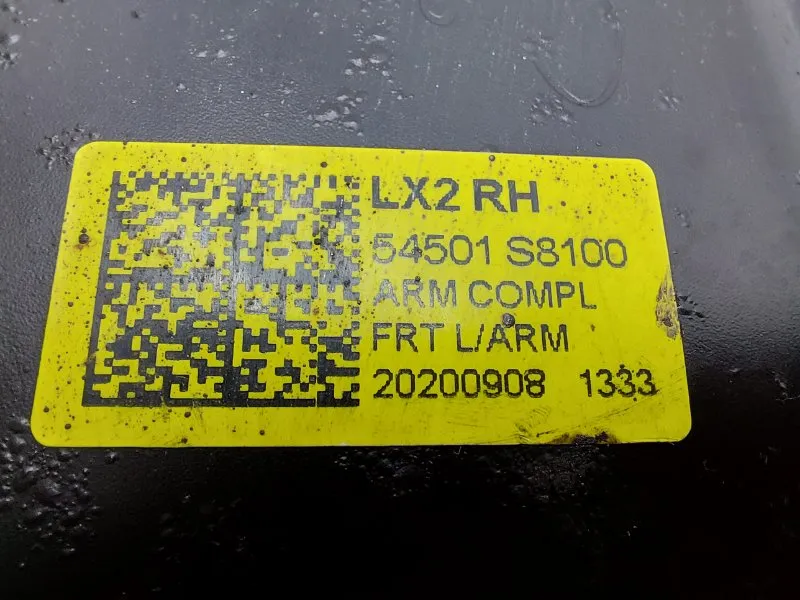 LX2 RH
54501 S8100
ARM COMPL
FRT L/ARM
20200908 1333